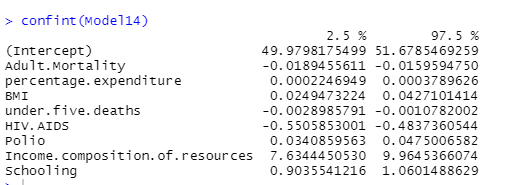 > confint(Model14)
2.5 % 97.5 %
(Intercept) 49.9798175499 51.6785469259
Adult.Mortality -0.0189455611 -0.0159594750
percentage.expenditure 0.0002246949 0.0003789626
BMI 0.0249473224 0.0427101414
under.five.deaths -0.0028985791 -0.0010782002
HIV.AIDS -0.5505853001 -0.4837360544
Polio 0.0340859563 0.0475006582
Income.composition.of.resources 7.6344450530 9.9645366074
Schooling 0.9035541216 1.0601488629
>